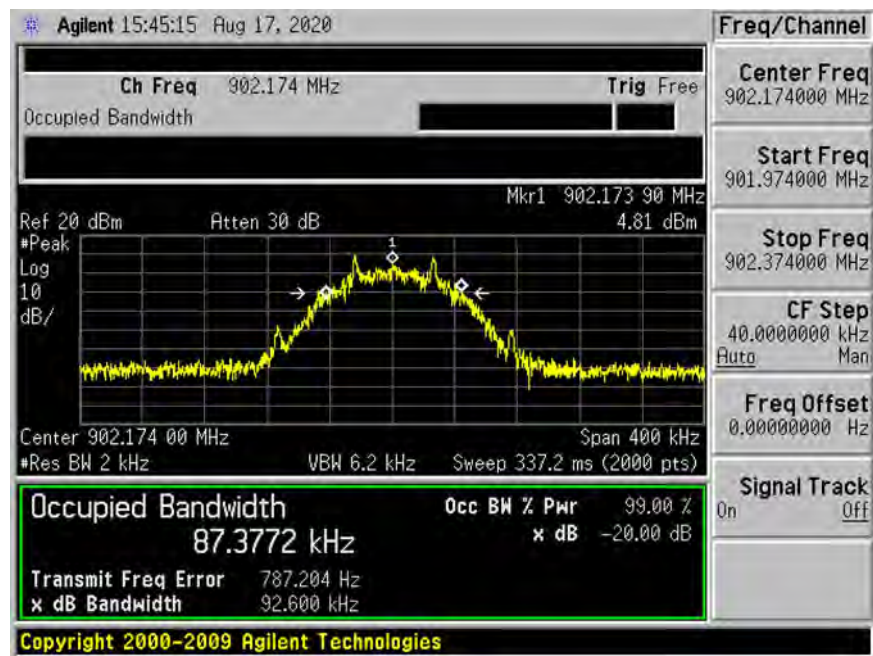 Agilent 15:45:15 Aug 17, 2020
Freq/Channel
Ch Freq 902.174 MHz Trig Free
Occupied Bandwidth
Center Freq
902.174000 MHz
Start Freq
901.974000 MHz
Stop Freq
902.374000 MHz
CF Step
40.0000000 kHz
Auto Man
Freq Offset
0.00000000 Hz
Signal Track
On Off
Mkr1 902.173 90 MHz
Ref 20 dBm Atten 30 dB 4.81 dBm
#Peak
Log
10
dB/
1
Center 902.174 00 MHz Span 400 kHz
#Res BW 2 kHz VBW 6.2 kHz Sweep 337.2 ms (2000 pts)
Occupied Bandwidth Occ BW % Pwr 99.00 %
87.3772 kHz x dB -20.00 dB
Transmit Freq Error 787.204 Hz
x dB Bandwidth 92.600 kHz
Copyright 2000-2009 Agilent Technologies